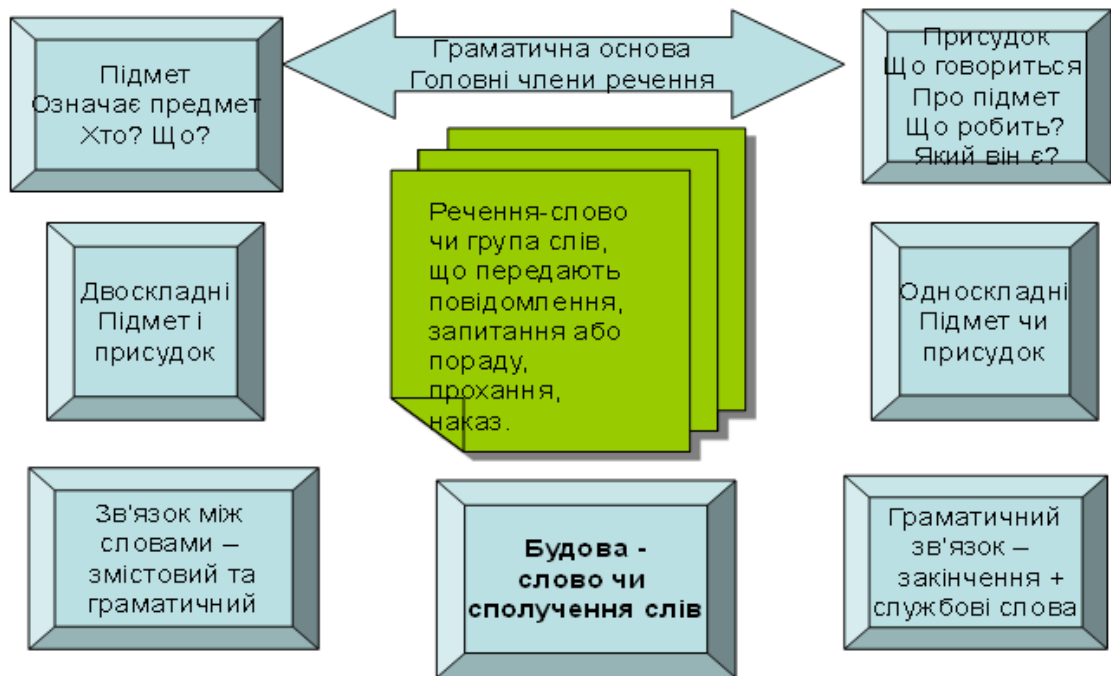 Підмет
Означає предмет
Хто? Що?
Граматична основа
Головні члени речення
Присудок
Що говориться
Про підмет
Що робить?
Який він є?
Речення-слово
чи група слів,
що передають
повідомлення,
запитання або
пораду,
прохання,
наказ.
Двоскладні
Підмет і
присудок
Односкладні
Підмет чи
присудок
Зв'язок між
словами –
змістовий та
граматичний
Будова -
слово чи
сполучення слів
Граматичний
зв'язок –
закінчення +
службові слова